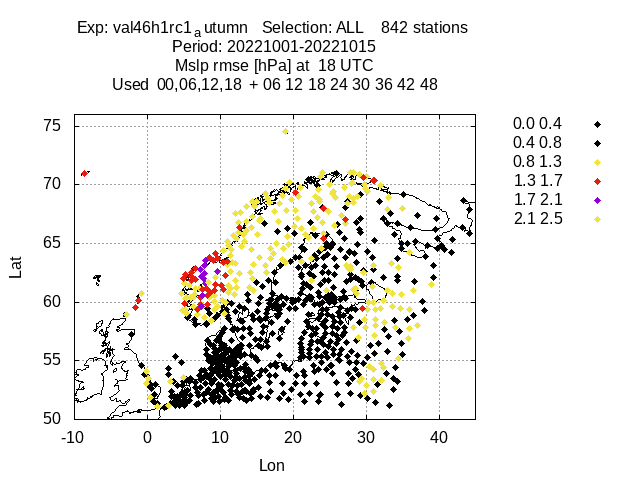 Exp: val46h1rc1_autumn Selection: ALL 842 stations
Period: 20221001-20221015
Mslp rmse [hPa] at 18 UTC
Used 00,06,12,18 + 06 12 18 24 30 36 42 48
0.0 0.4
0.4 0.8
0.8 1.3
1.3 1.7
1.7 2.1
2.1 2.5
75
70
65
60
55
50
Lat
-10 0 10 20 30 40
Lon